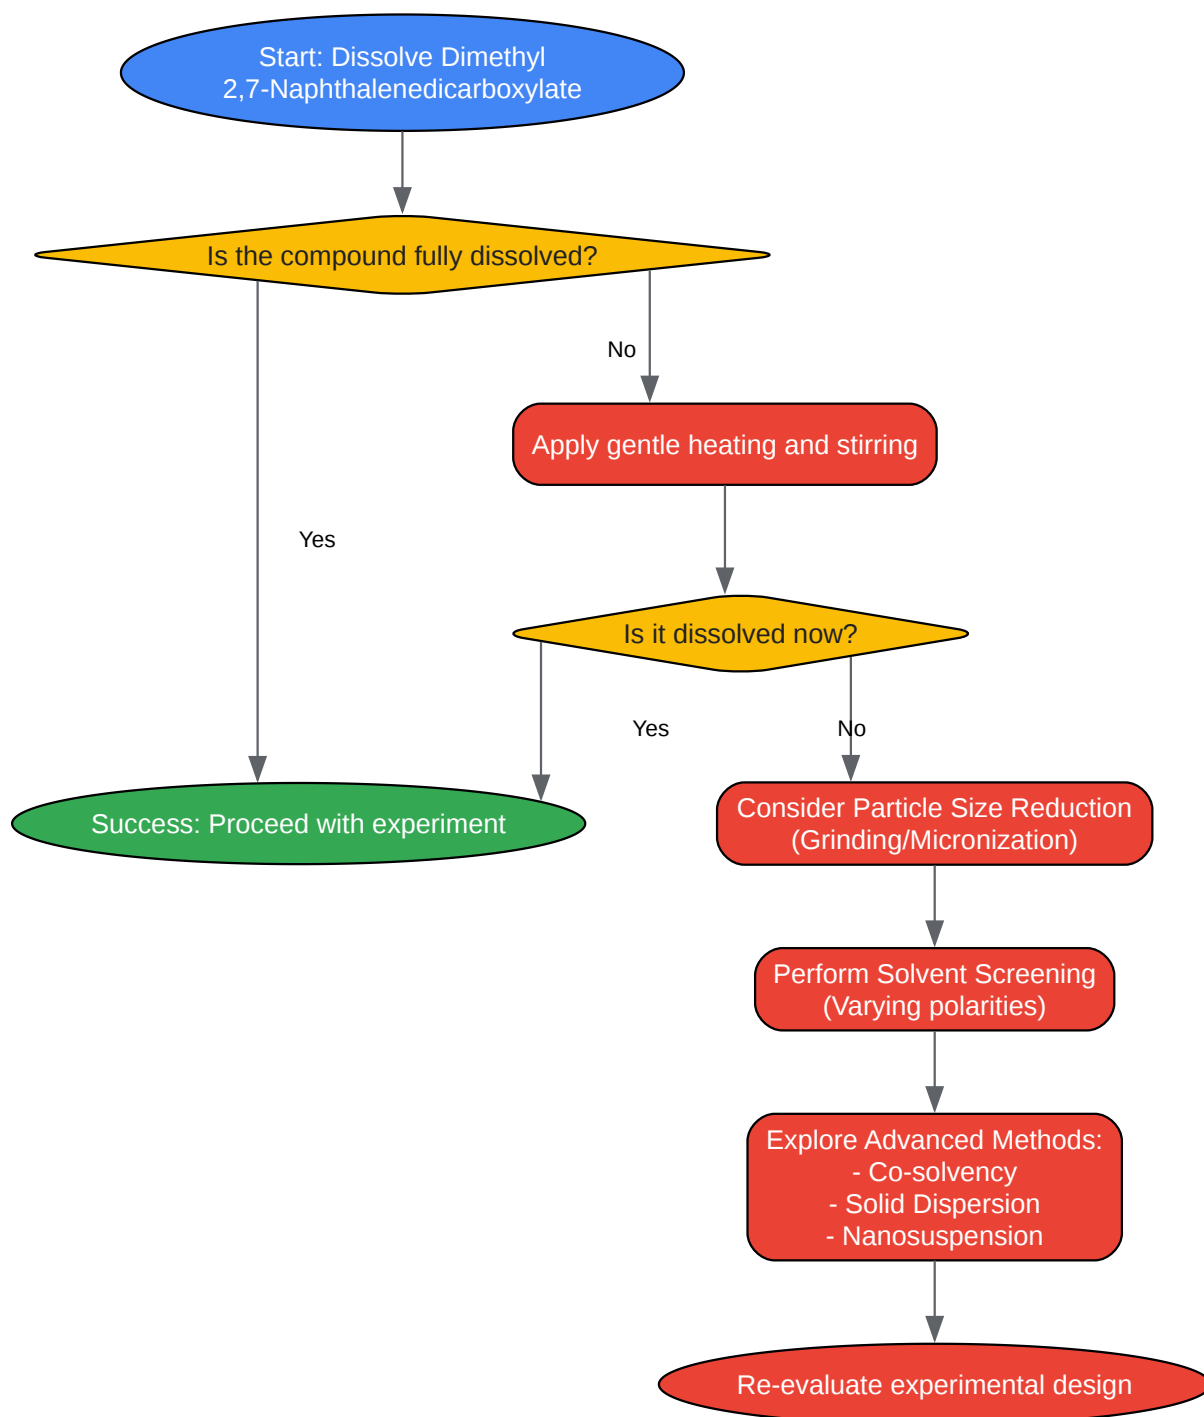 Start: Dissolve Dimethyl
2,7-Naphthalenedicarboxylate
Is the compound fully dissolved?
No
Apply gentle heating and stirring
Yes
Is it dissolved now?
Yes
No
Success: Proceed with experiment
Consider Particle Size Reduction
(Grinding/Micronization)
Perform Solvent Screening
(Varying polarities)
Explore Advanced Methods:
- Co-solvency
- Solid Dispersion
- Nanosuspension
Re-evaluate experimental design